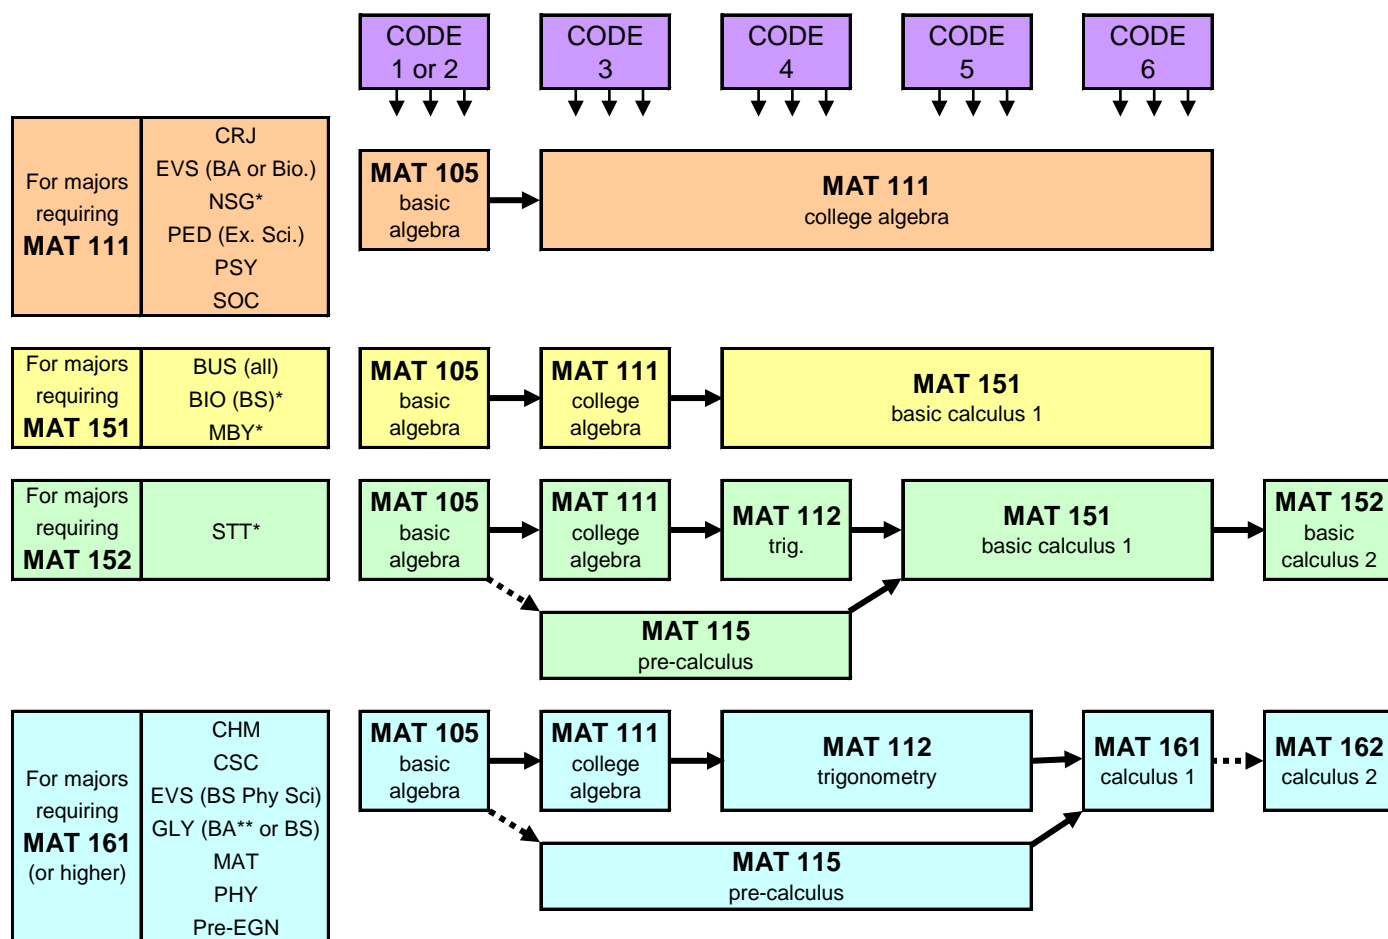 CODE
1 or 2
CODE
3
CODE
4
CODE
5
CODE
6
For majors
requiring
MAT 111
CRJ
EVS (BA or Bio.)
NSG*
PED (Ex. Sci.)
PSY
SOC
MAT 105
basic
algebra
MAT 111
college algebra
For majors
requiring
MAT 151
BUS (all)
BIO (BS)*
MBY*
MAT 105
basic
algebra
MAT 111
college
algebra
MAT 151
basic calculus 1
For majors
requiring
MAT 152
STT*
MAT 105
basic
algebra
MAT 111
college
algebra
MAT 112
trig.
MAT 151
basic calculus 1
MAT 152
basic
calculus 2
MAT 115
pre-calculus
For majors
requiring
MAT 161
(or higher)
CHM
CSC
EVS (BS Phy Sci)
GLY (BA** or BS)
MAT
PHY
Pre-EGN
MAT 105
basic
algebra
MAT 111
college
algebra
MAT 112
trigonometry
MAT 161
calculus 1
MAT 162
calculus 2
MAT 115
pre-calculus